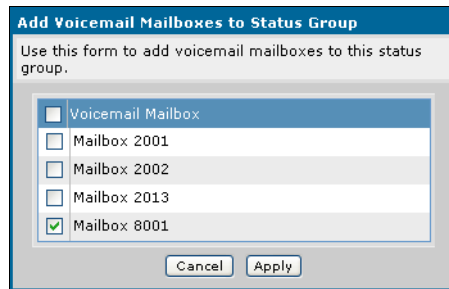 Add Voicemail Mailboxes to Status Group
Use this form to add voicemail mailboxes to this status
group.
Voicemail Mailbox
Mailbox 2001
Mailbox 2002
Mailbox 2013
Mailbox 8001
Cancel Apply